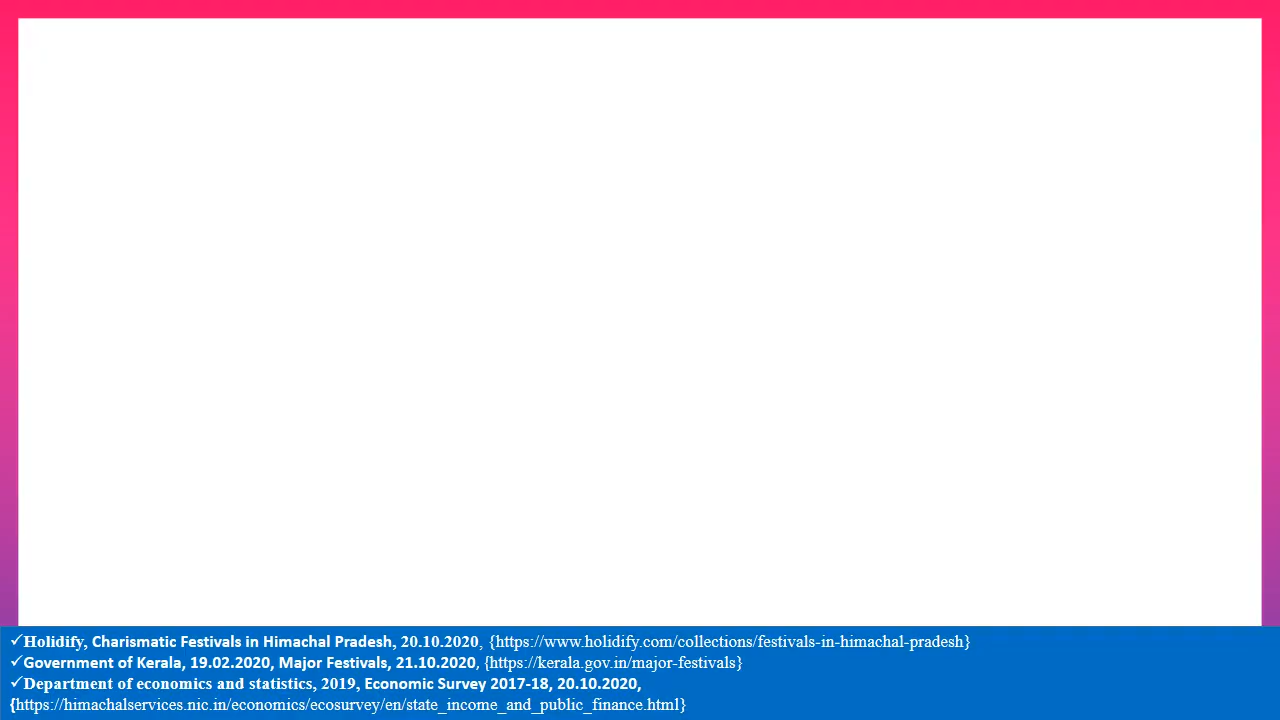 ✓Holidify, Charismatic Festivals in Himachal Pradesh, 20.10.2020, {https://www.holidify.com/collections/festivals-in-himachal-pradesh}
✓Government of Kerala, 19.02.2020, Major Festivals, 21.10.2020, {https://kerala.gov.in/major-festivals}
✓Department of economics and statistics, 2019, Economic Survey 2017-18, 20.10.2020,
{https://himachalservices.nic.in/economics/ecosurvey/en/state_income_and_public_finance.html}